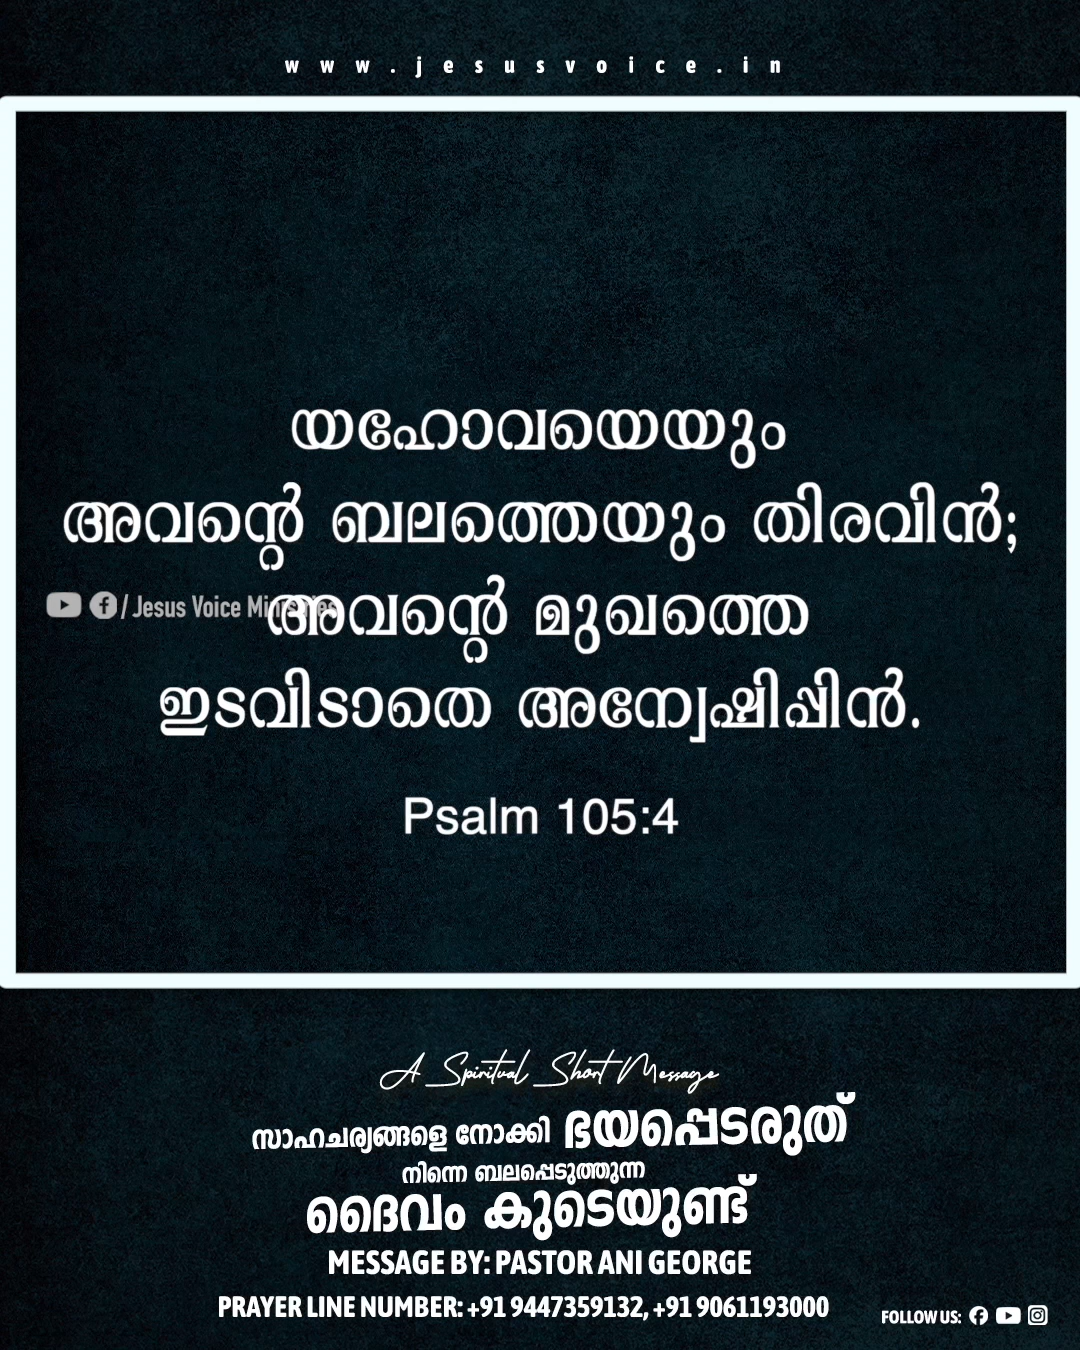 www.jesusvoice.in
യഹോവയെയും
അവന്റെ ബലത്തെയും തിരവിൻ;
/ Jesus Voice Ministries
അവന്റെ മുഖത്തെ
ഇടവിടാതെ അന്വേഷിപ്പിൻ.
Psalm 105:4
A Spiritual Short Message
സാഹചര്യങ്ങളെ നോക്കി ഭയപ്പെടരുത്
നിന്നെ ബലപ്പെടുത്തുന്ന
ദൈവം കൂടെയുണ്ട്
MESSAGE BY: PASTOR ANI GEORGE
PRAYER LINE NUMBER: +91 9447359132, +91 9061193000
FOLLOW US: